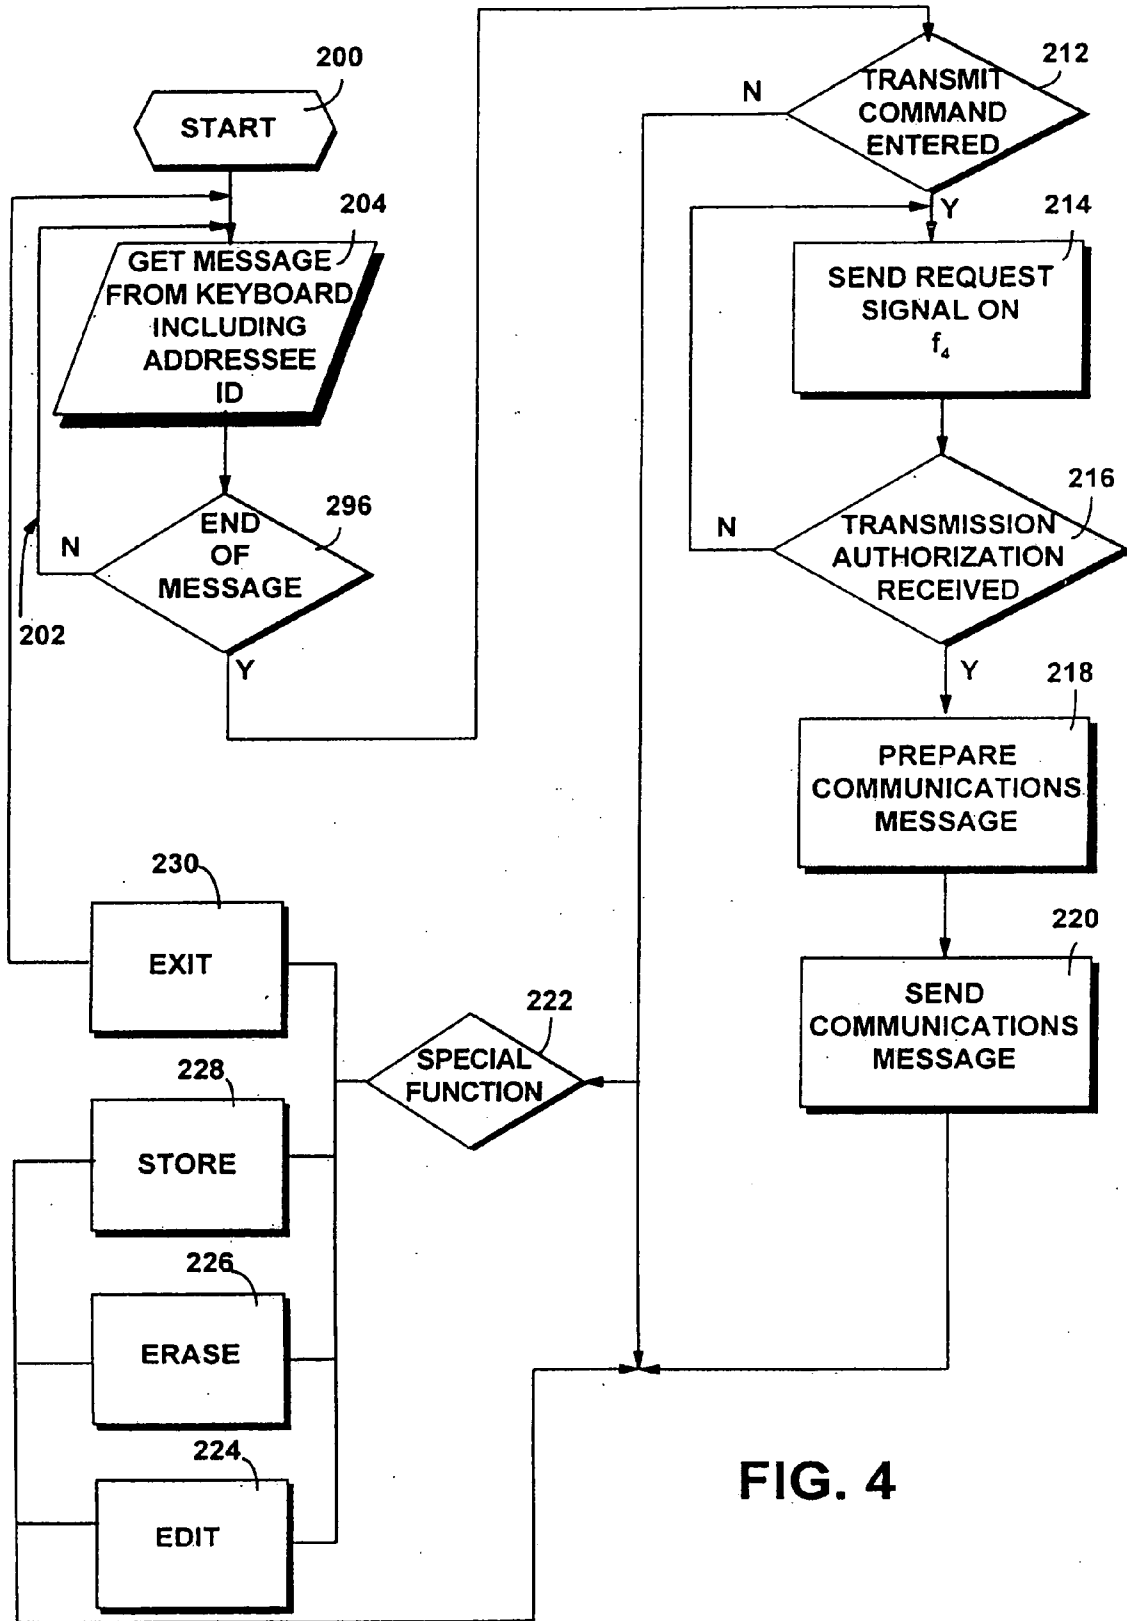 200
START
204
GET MESSAGE
FROM KEYBOARD
INCLUDING
ADDRESSEE
ID
296
END
OF
MESSAGE
N
202
Y
212
TRANSMIT
COMMAND
ENTERED
N
Y
214
SEND REQUEST
SIGNAL ON
f₄
216
TRANSMISSION
AUTHORIZATION
RECEIVED
N
Y
218
PREPARE
COMMUNICATIONS
MESSAGE
220
SEND
COMMUNICATIONS
MESSAGE
222
SPECIAL
FUNCTION
230
EXIT
228
STORE
226
ERASE
224
EDIT
FIG. 4